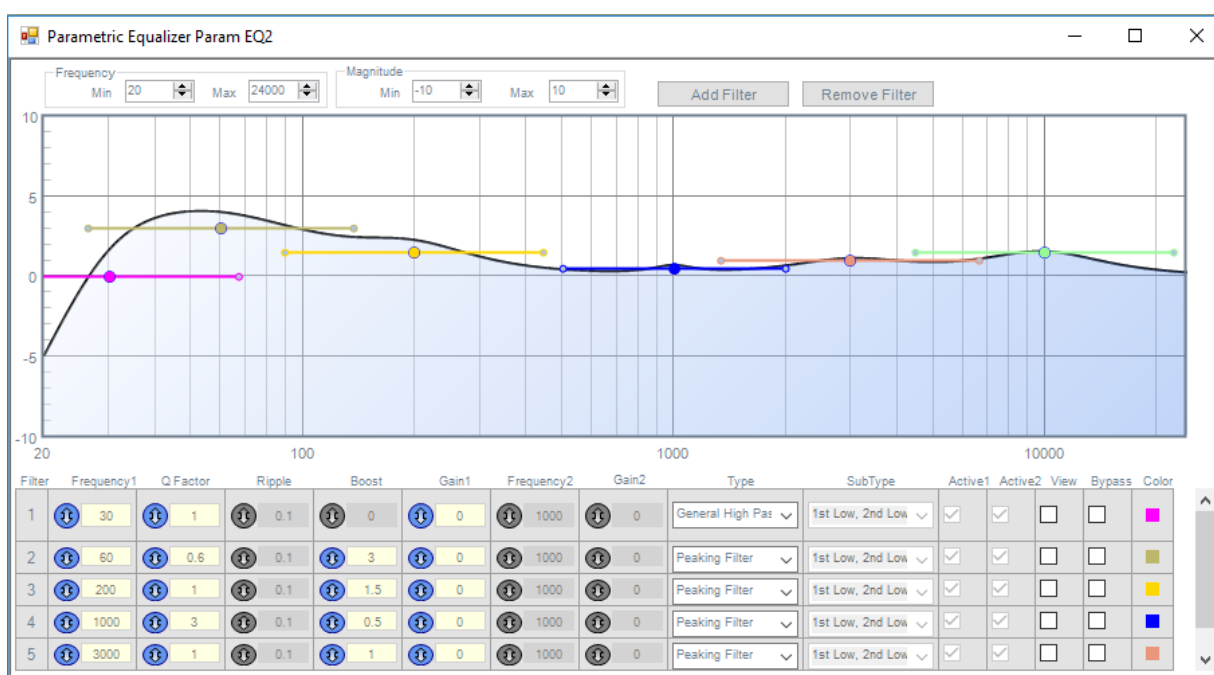 Parametric Equalizer Param EQ2
Frequency
Min 20 Max 24000
Magnitude
Min -10 Max 10
Add Filter Remove Filter
10
5
0
-5
-10
20 100 1000 10000
Filter Frequency1 Q Factor Ripple Boost Gain1 Frequency2 Gain2 Type SubType Active1 Active2 View Bypass Color
1 30 1 0.1 0 0 1000 0 General High Pas 1st Low, 2nd Low
2 60 0.6 0.1 3 0 1000 0 Peaking Filter 1st Low, 2nd Low
3 200 1 0.1 1.5 0 1000 0 Peaking Filter 1st Low, 2nd Low
4 1000 3 0.1 0.5 0 1000 0 Peaking Filter 1st Low, 2nd Low
5 3000 1 0.1 1 0 1000 0 Peaking Filter 1st Low, 2nd Low